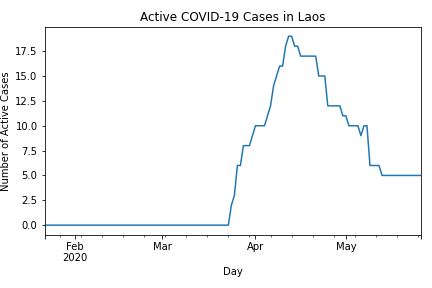 Active COVID-19 Cases in Laos
Number of Active Cases
17.5
15.0
12.5
10.0
7.5
5.0
2.5
0.0
Feb
2020
Mar
Apr
May
Day